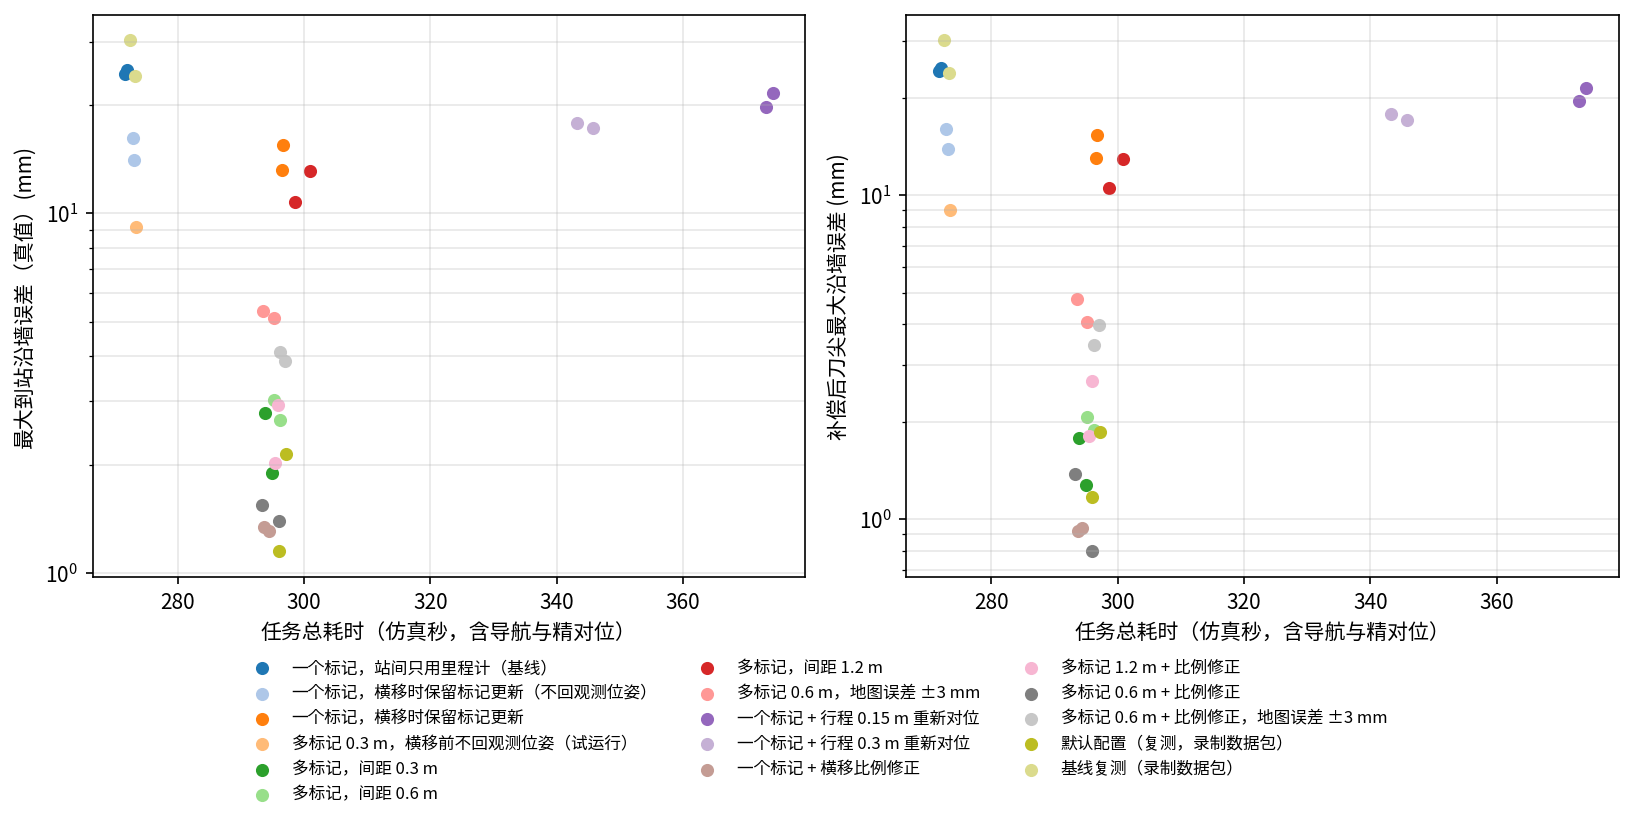 最大到站沿墙误差（真值）(mm)
10¹
10⁰
280
300
320
340
360
任务总耗时（仿真秒，含导航与精对位）
补偿后刀尖最大沿墙误差 (mm)
10¹
10⁰
280
300
320
340
360
任务总耗时（仿真秒，含导航与精对位）
一个标记，站间只用里程计（基线）
一个标记，横移时保留标记更新（不回观测位姿）
一个标记，横移时保留标记更新
多标记 0.3 m，横移前不回观测位姿（试运行）
多标记，间距 0.3 m
多标记，间距 0.6 m
多标记，间距 1.2 m
多标记 0.6 m，地图误差 ±3 mm
一个标记 + 行程 0.15 m 重新对位
一个标记 + 行程 0.3 m 重新对位
一个标记 + 横移比例修正
多标记 1.2 m + 比例修正
多标记 0.6 m + 比例修正
多标记 0.6 m + 比例修正，地图误差 ±3 mm
默认配置（复测，录制数据包）
基线复测（录制数据包）